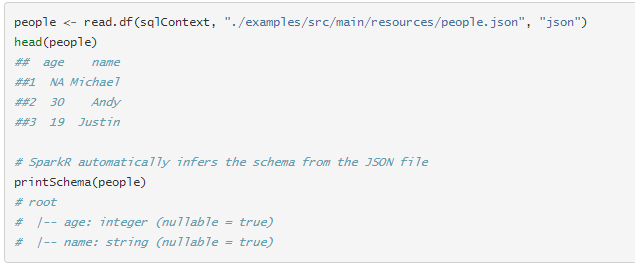 people <- read.df(sqlContext, "./examples/src/main/resources/people.json", "json")
head(people)
##  age    name
##1  NA Michael
##2  30    Andy
##3  19  Justin

# SparkR automatically infers the schema from the JSON file
printSchema(people)
# root
#  |-- age: integer (nullable = true)
#  |-- name: string (nullable = true)